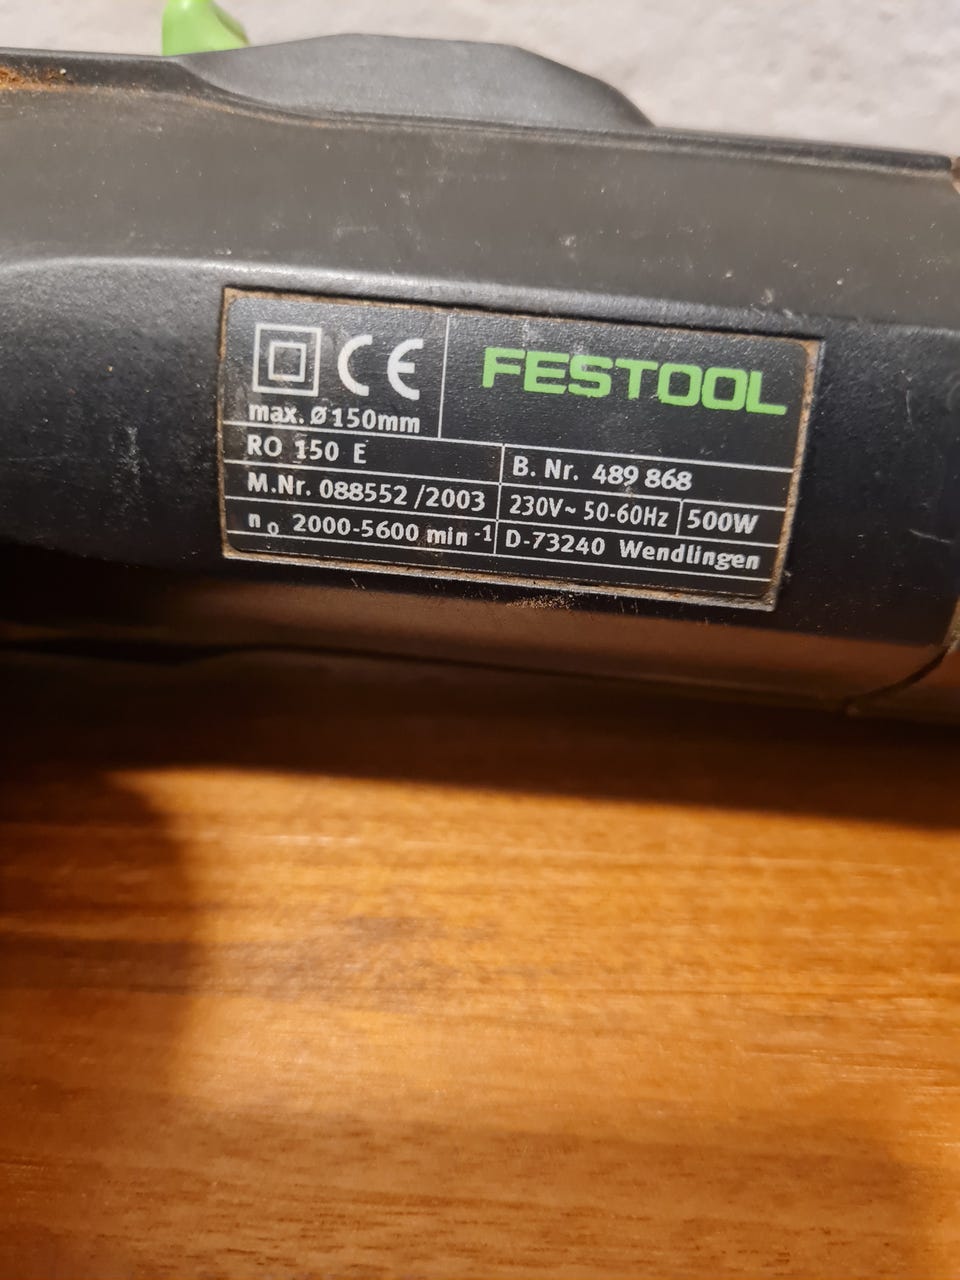 CE
FESTOOL
max. ø 150mm
RO 150 E
B. Nr. 489 868
M.Nr. 088552 /2003
230V~ 50-60Hz
500W
n₀ 2000-5600 min⁻¹
D-73240 Wendlingen